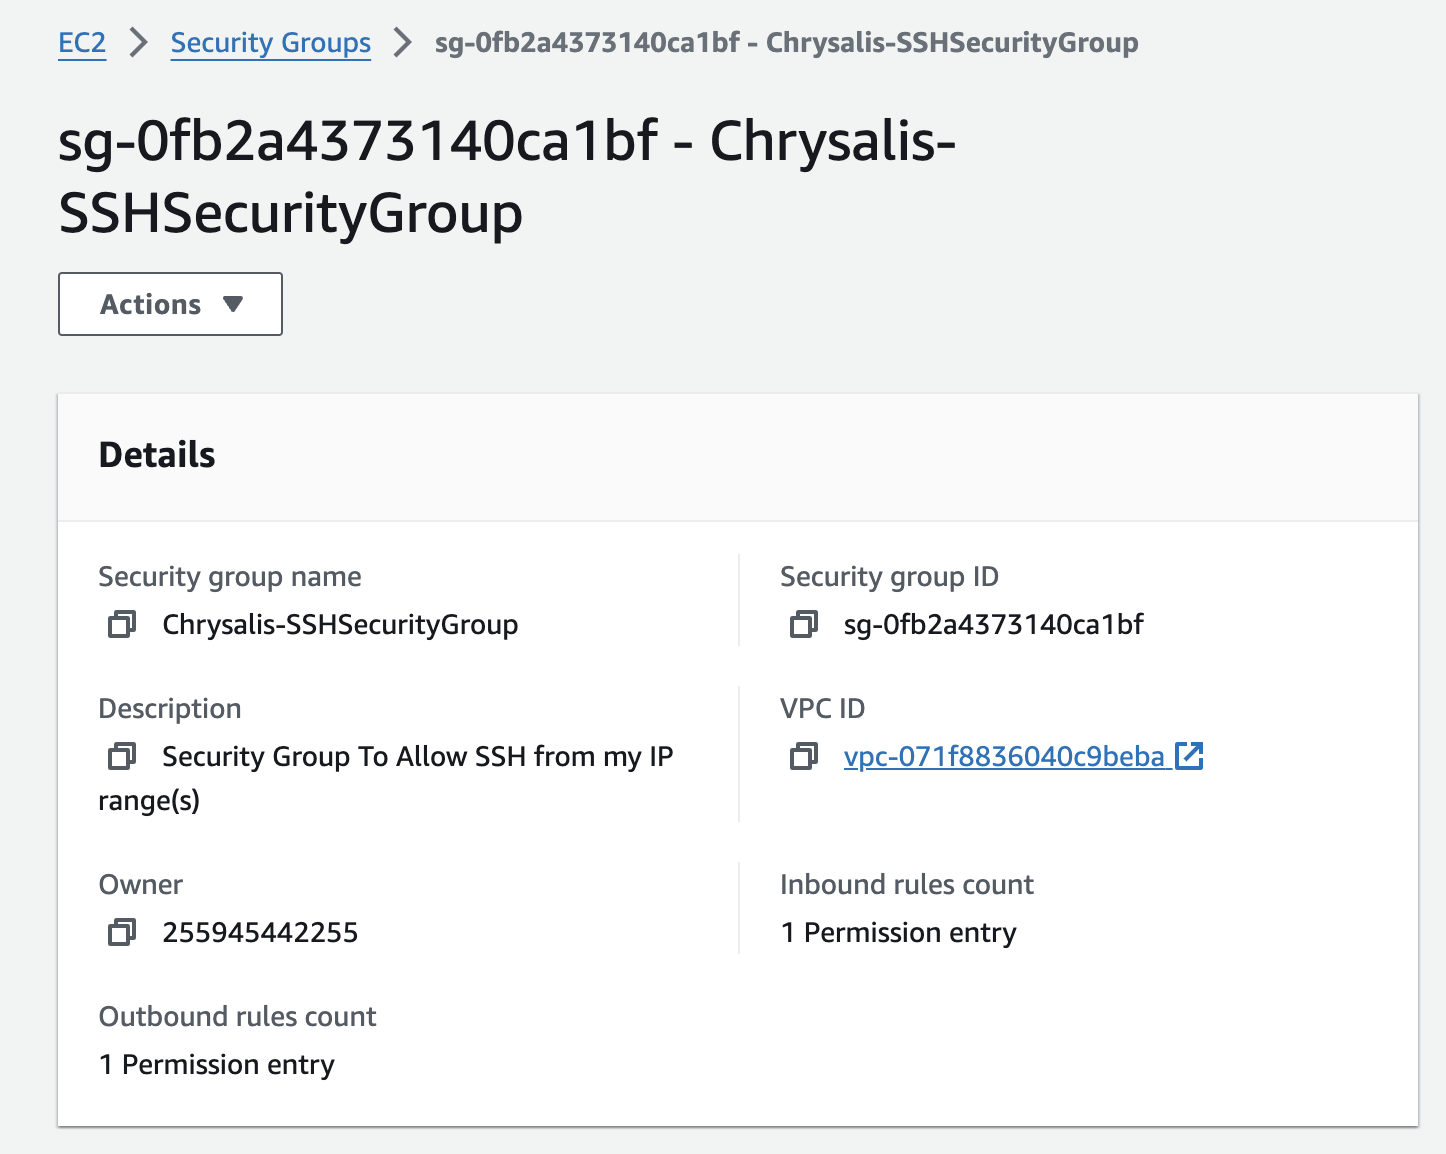 EC2 > Security Groups > sg-0fb2a4373140ca1bf - Chrysalis-SSHSecurityGroup
sg-0fb2a4373140ca1bf - Chrysalis-
SSHSecurityGroup
Actions
Details
Security group name
Chrysalis-SSHSecurityGroup
Security group ID
sg-0fb2a4373140ca1bf
Description
Security Group To Allow SSH from my IP
range(s)
VPC ID
vpc-071f8836040c9beba
Owner
255945442255
Inbound rules count
1 Permission entry
Outbound rules count
1 Permission entry